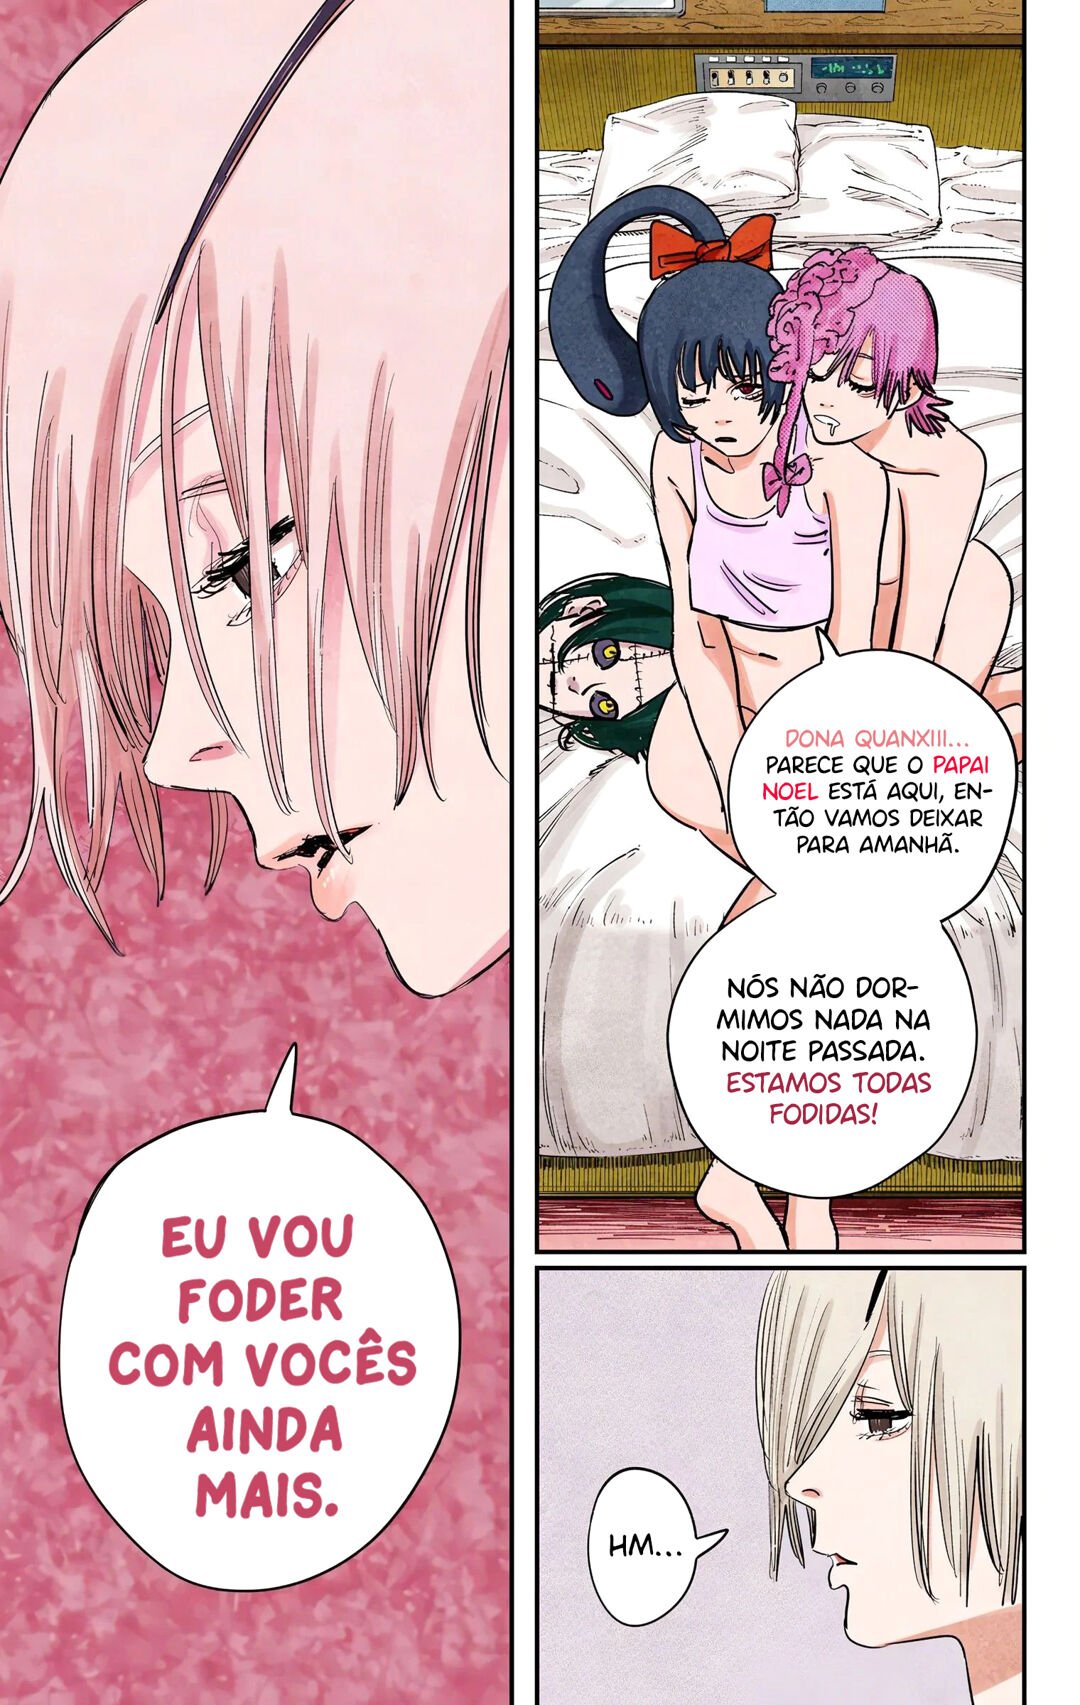 DONA QUANXIII...
PARECE QUE O PAPAI
NOEL ESTÁ AQUI, EN-
TÃO VAMOS DEIXAR
PARA AMANHÃ.
NÓS NÃO DOR-
MIMOS NADA NA
NOITE PASSADA.
ESTAMOS TODAS
FODIDAS!
HM...
EU VOU
FODER
COM VOCÊS
AINDA
MAIS.